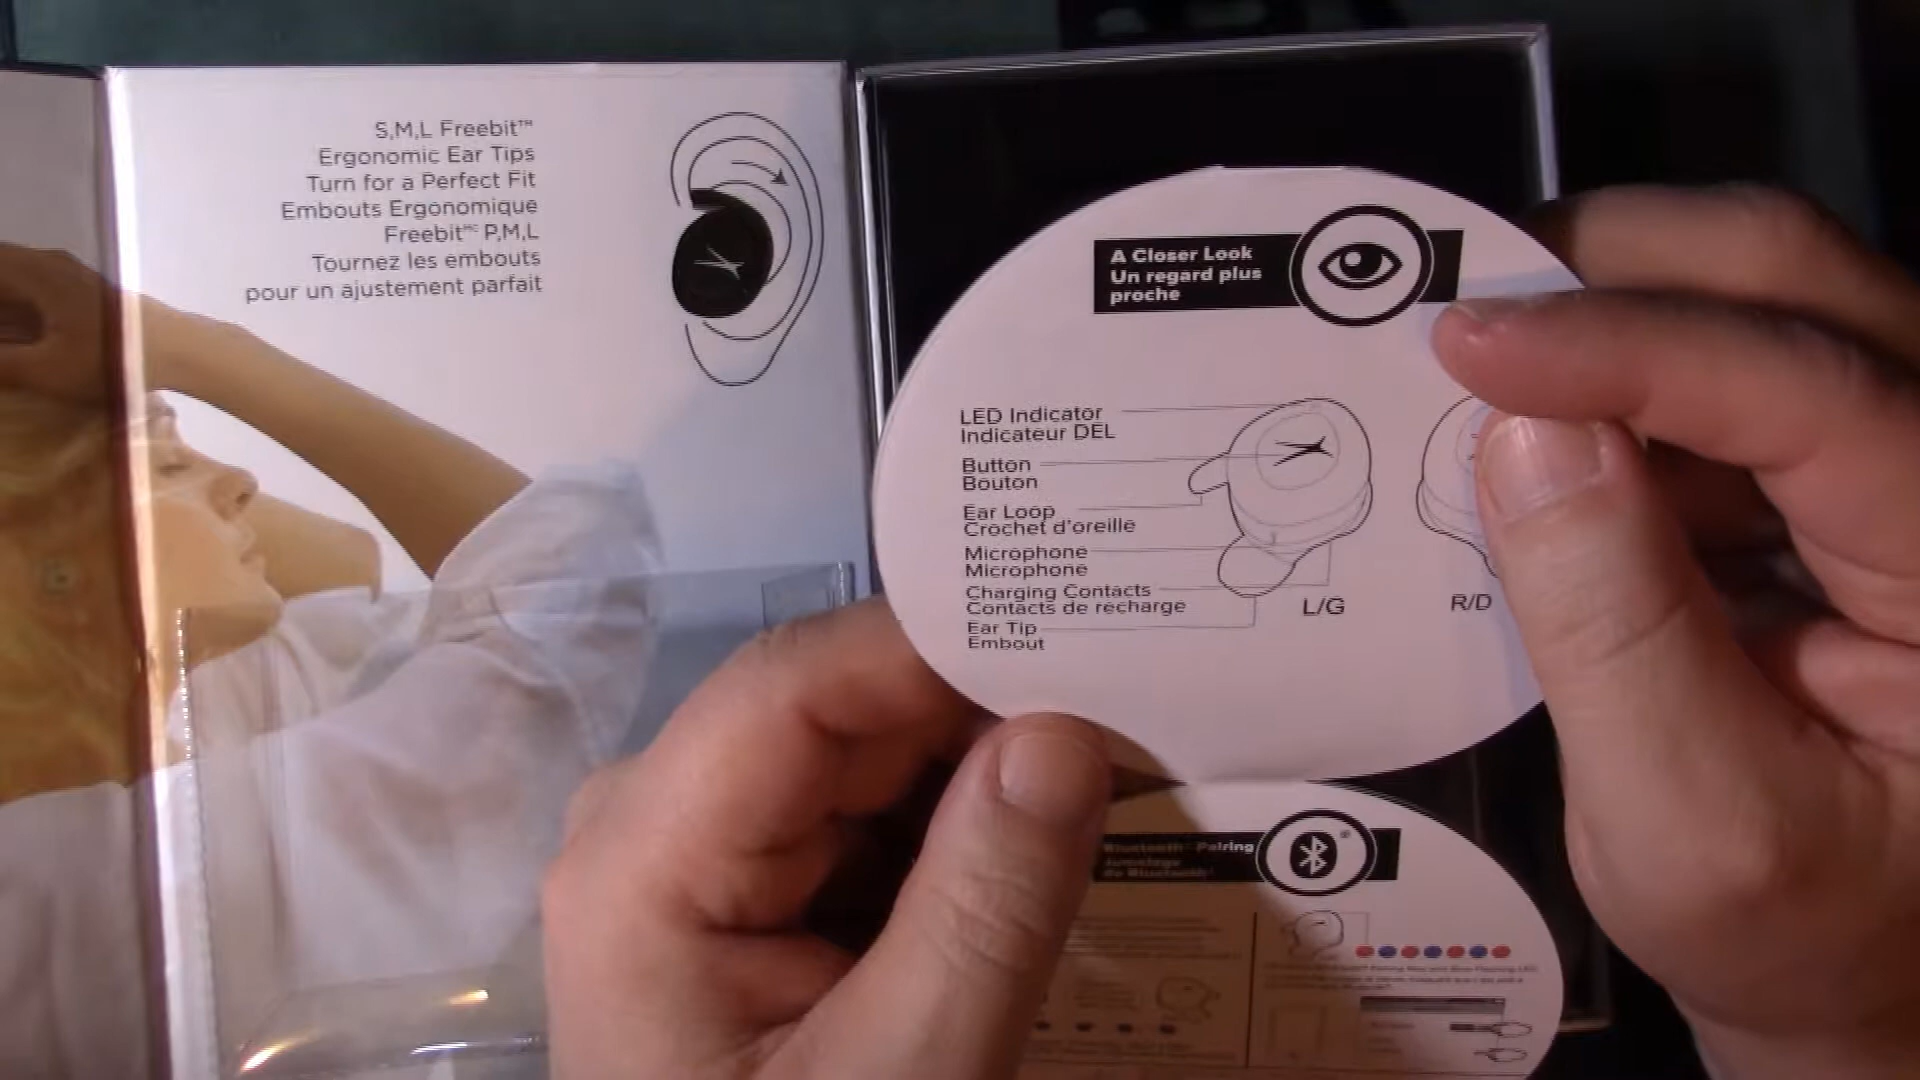 S,M,L Freebit™
Ergonomic Ear Tips
Turn for a Perfect Fit
Embouts Ergonomique
Freebit ᴹᶜ P,M,L
Tournez les embouts
pour un ajustement parfait
A Closer Look
Un regard plus
proche
LED Indicator
Indicateur DEL
Button
Bouton
Ear Loop
Crochet d'oreille
Microphone
Microphone
Charging Contacts
Contacts de recharge
Ear Tip
Embout
L/G
R/D
Bluetooth® Pairing
Jumelage
du Bluetooth®